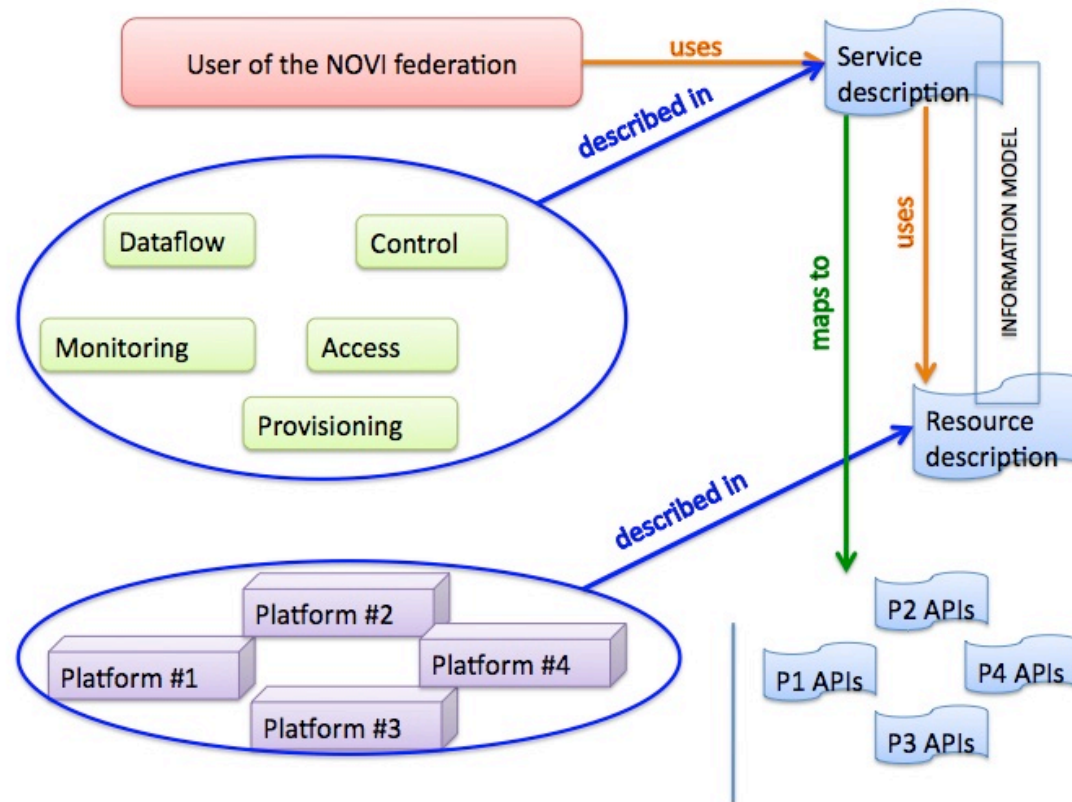 User of the NOVI federation
uses
Service
description
described in
Dataflow
Control
Monitoring
Access
Provisioning
maps to
uses
INFORMATION MODEL
Resource
description
described in
Platform #2
Platform #1
Platform #4
Platform #3
P2 APIs
P1 APIs
P4 APIs
P3 APIs